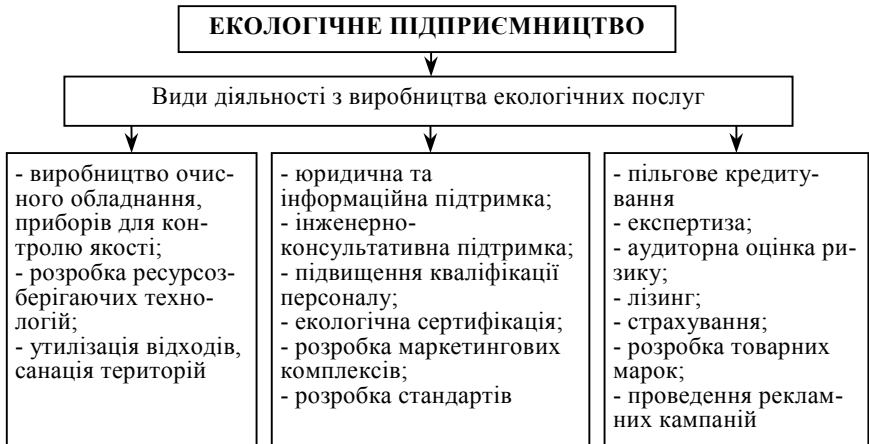 ЕКОЛОГІЧНЕ ПІДПРИЄМНИЦТВО
Види діяльності з виробництва екологічних послуг
- виробництво очис-
ного обладнання,
приборів для кон-
тролю якості;
- розробка ресурсоз-
берігаючих техно-
логій;
- утилізація відходів,
санація територій
- юридична та
інформаційна підтримка;
- інженерно-
консультативна підтримка;
- підвищення кваліфікації
персоналу;
- екологічна сертифікація;
- розробка маркетингових
комплексів;
- розробка стандартів
- пільгове кредиту-
вання
- експертиза;
- аудиторна оцінка ри-
зику;
- лізинг;
- страхування;
- розробка товарних
марок;
- проведення реклам-
них кампаній